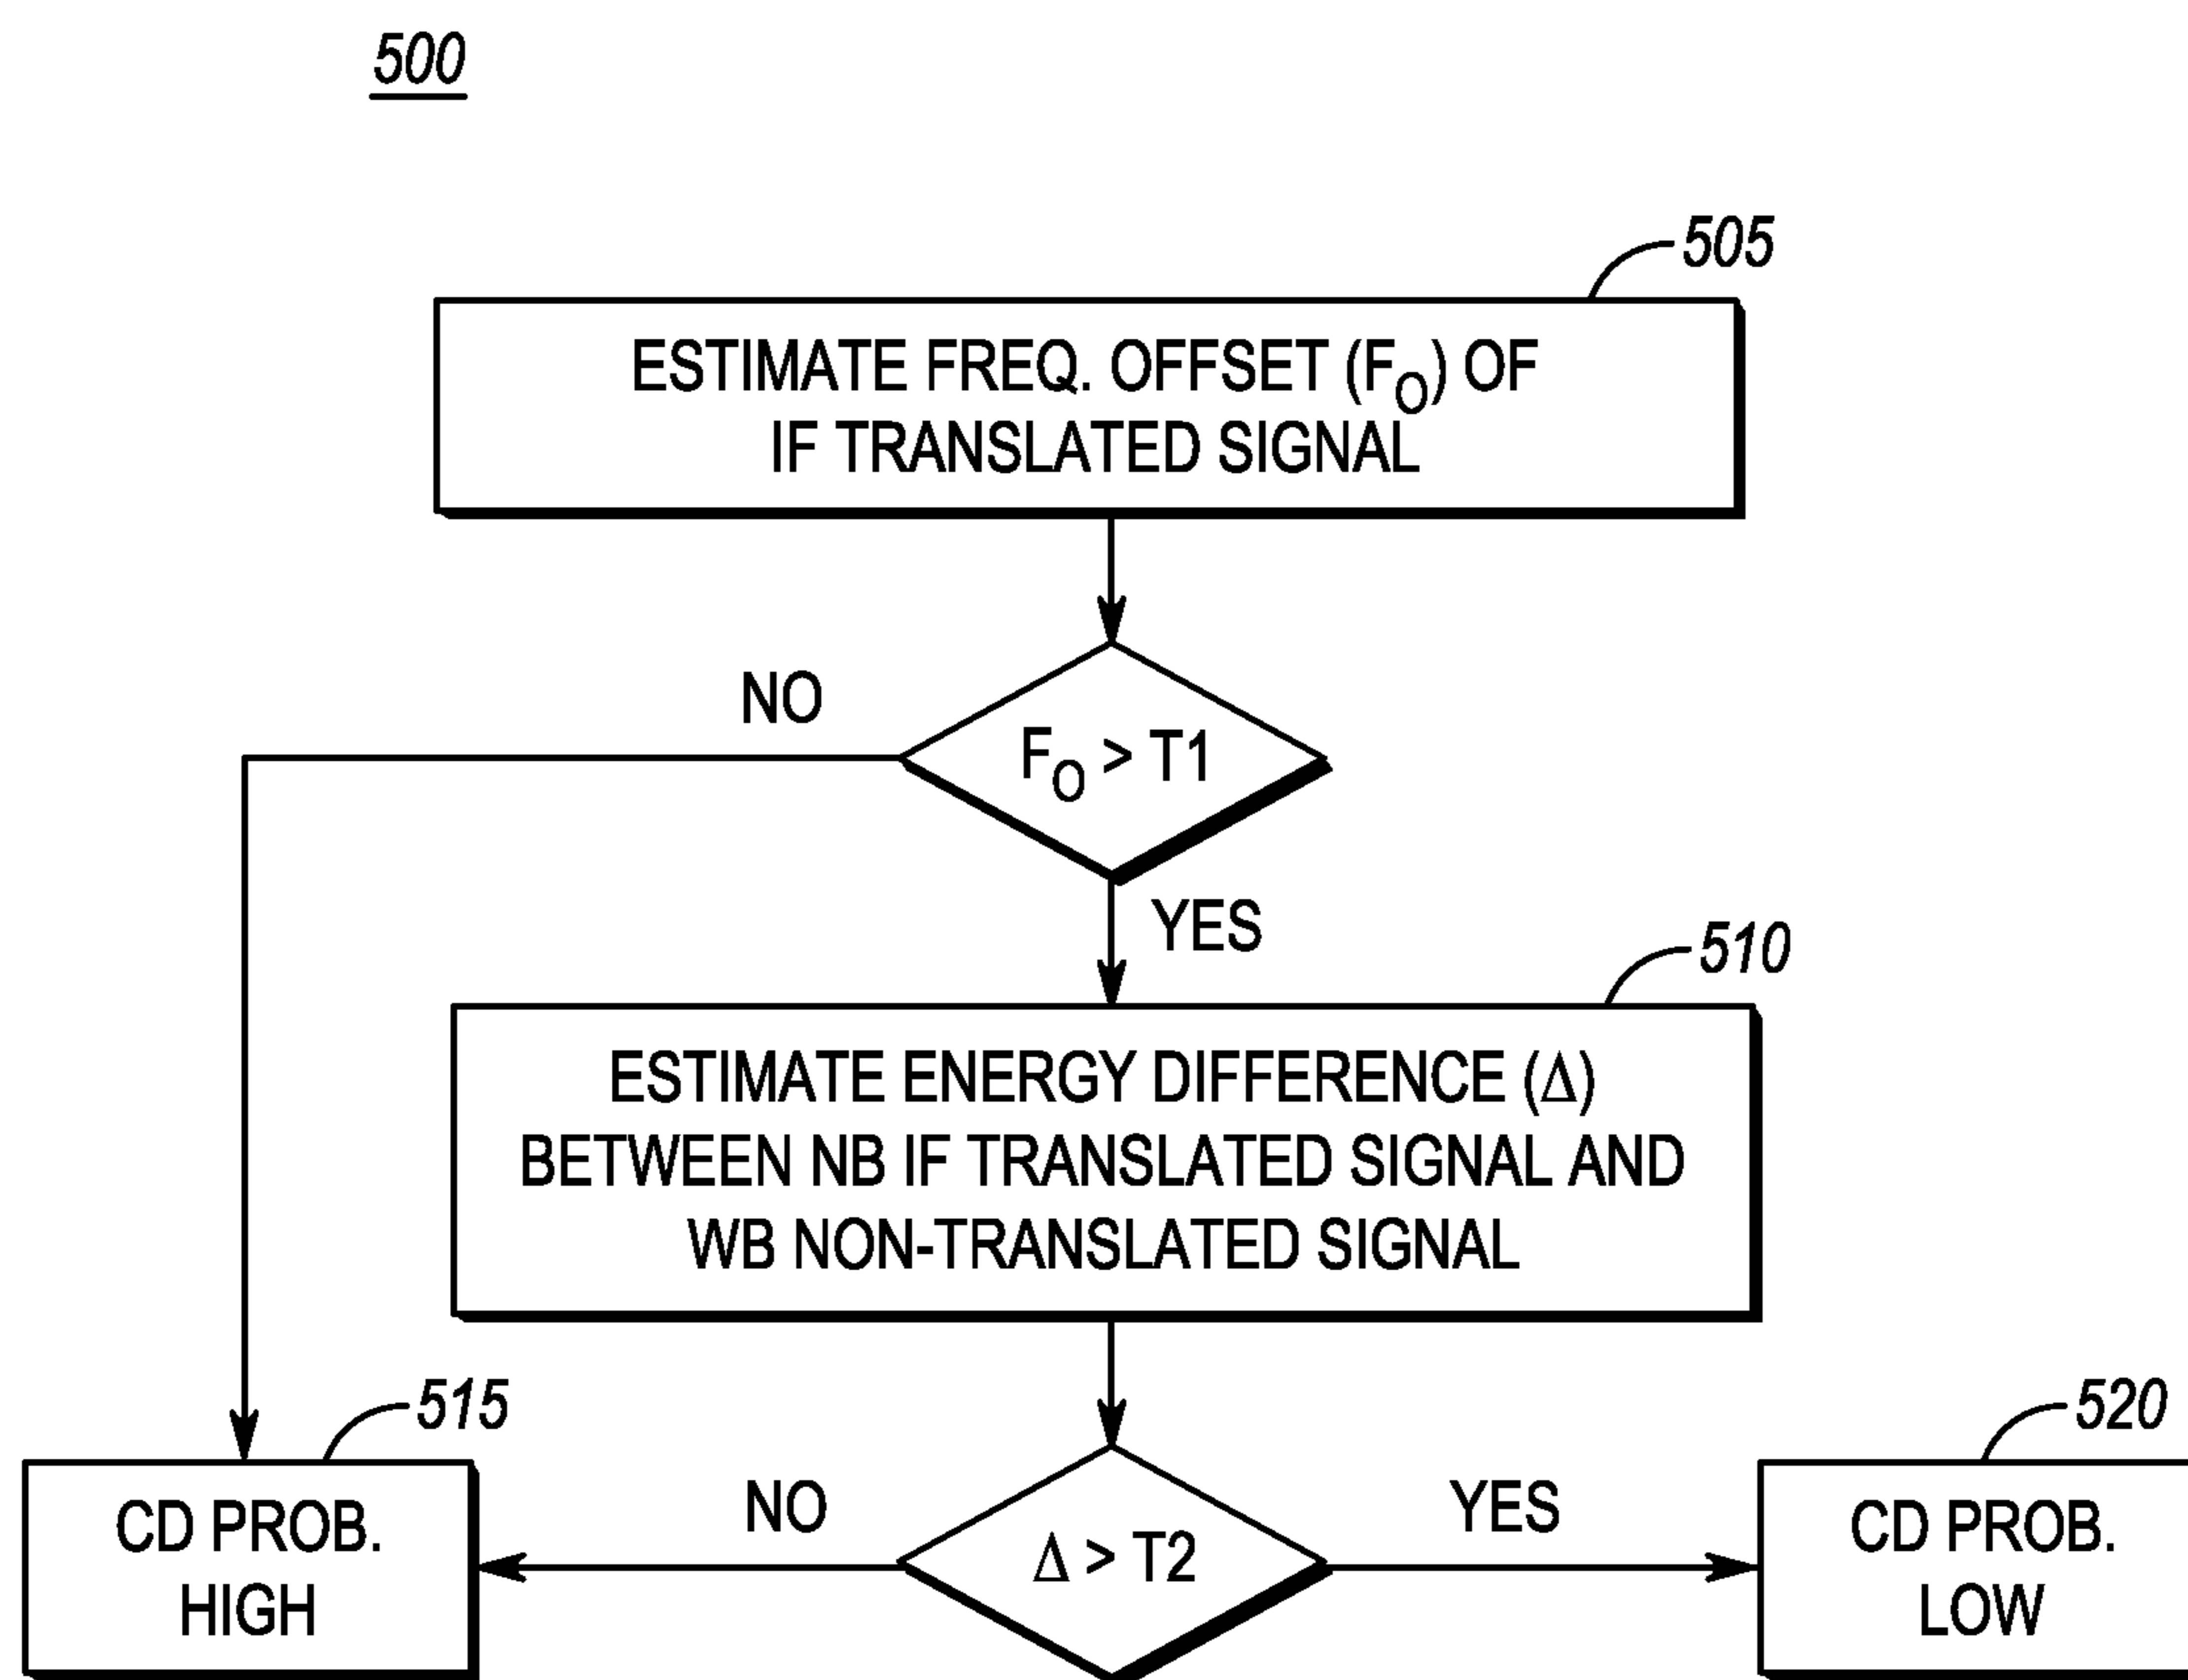 500
505
ESTIMATE FREQ. OFFSET (FO) OF
IF TRANSLATED SIGNAL
NO
FO > T1
YES
510
ESTIMATE ENERGY DIFFERENCE (Δ)
BETWEEN NB IF TRANSLATED SIGNAL AND
WB NON-TRANSLATED SIGNAL
515
CD PROB.
HIGH
NO
Δ > T2
YES
520
CD PROB.
LOW